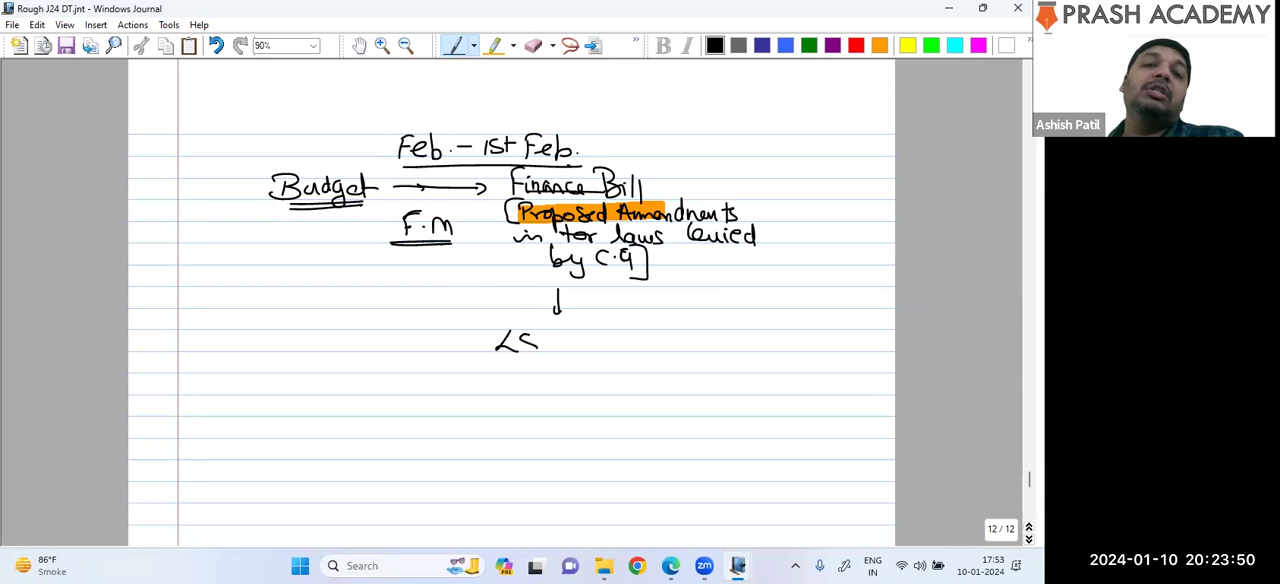 Rough J24 DT.jnt - Windows Journal
File Edit View Insert Actions Tools Help
90%
B I
PRASH ACADEMY
Ashish Patil
Feb. - 1st Feb.
Budget → Finance Bill
F.M [Proposed Amendments
in tax laws levied
by C.G]
↓
LS
12 / 12
86°F
Smoke
Search
zm
ENG
IN
17:53
10-01-2024
2024-01-10 20:23:50